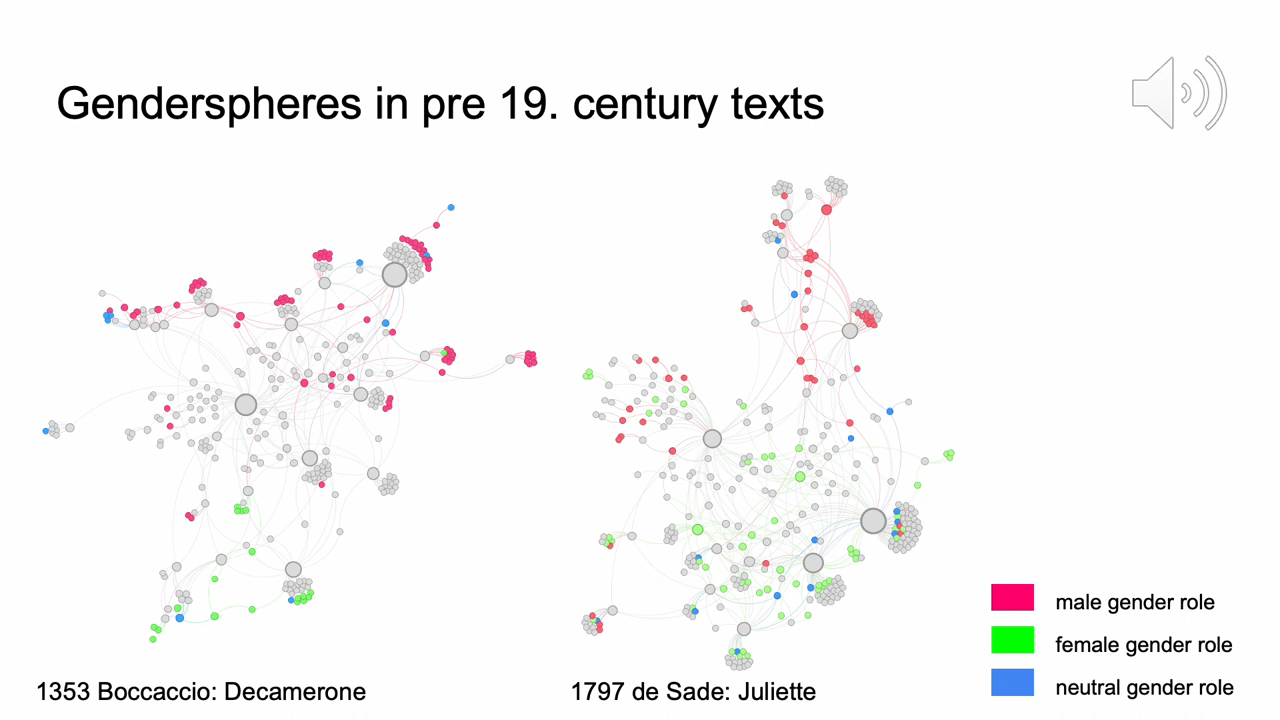 Genderspheres in pre 19. century texts
male gender role
female gender role
neutral gender role
1353 Boccaccio: Decamerone
1797 de Sade: Juliette